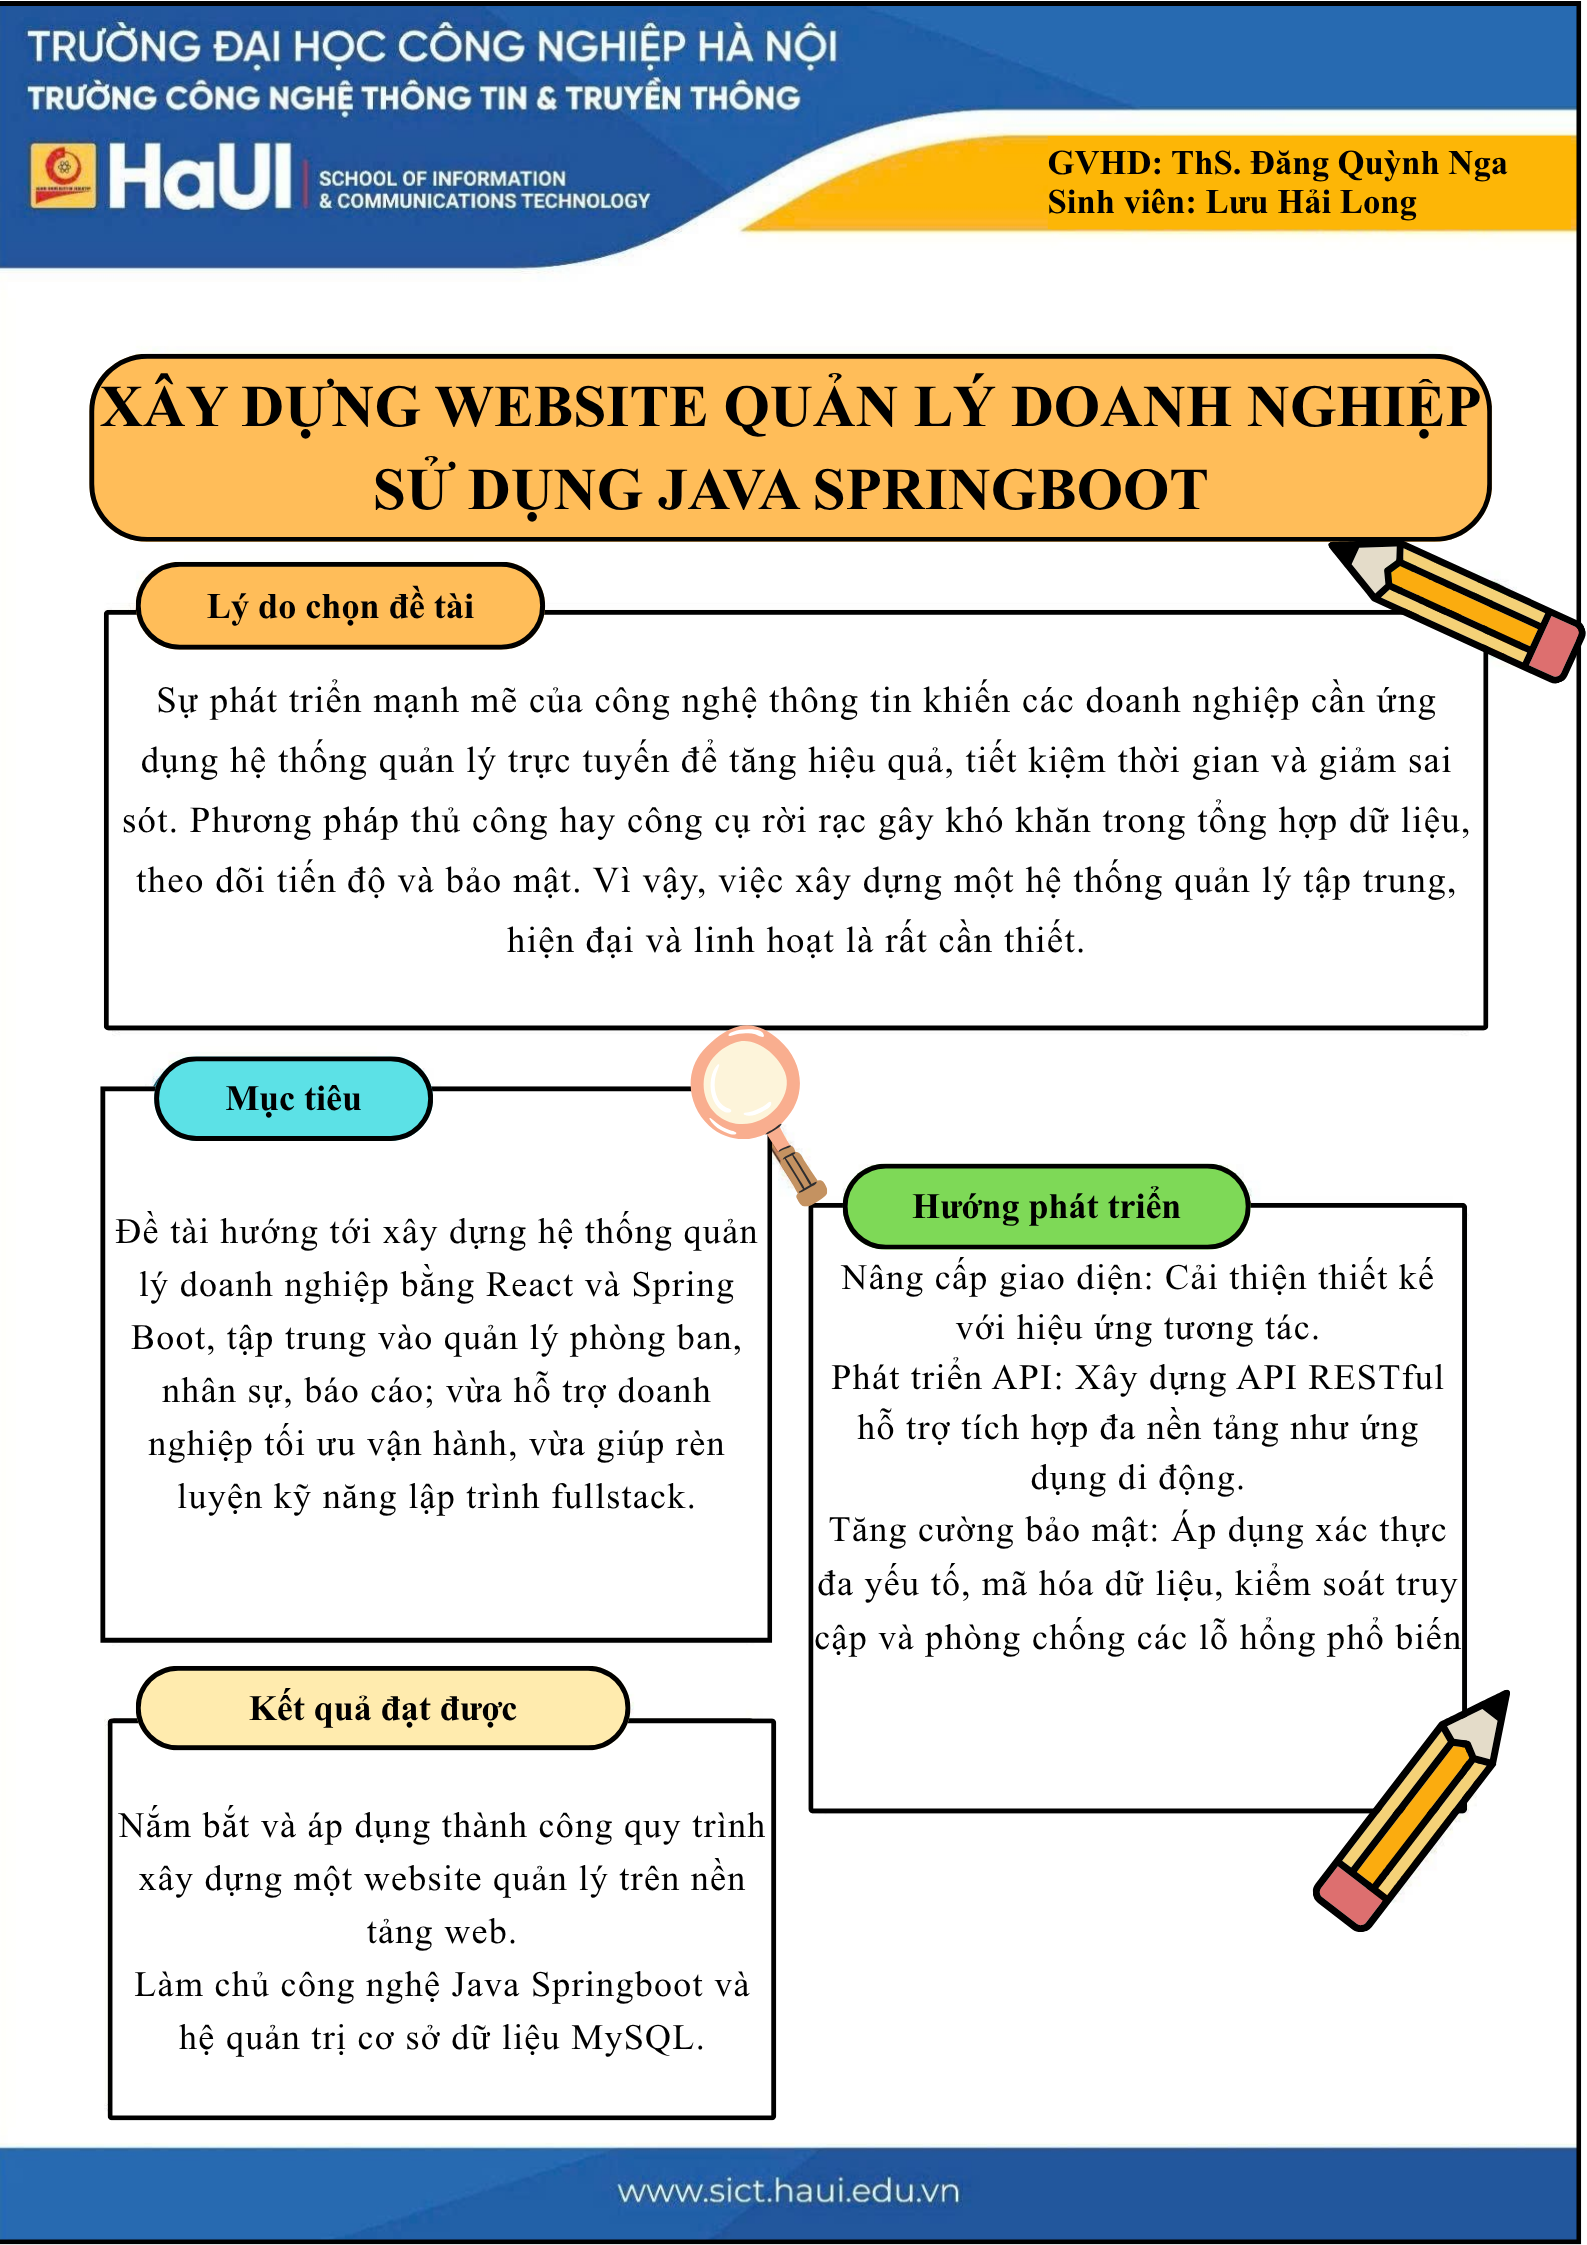 TRƯỜNG ĐẠI HỌC CÔNG NGHIỆP HÀ NỘI
TRƯỜNG CÔNG NGHỆ THÔNG TIN & TRUYỀN THÔNG
HaUI
SCHOOL OF INFORMATION
& COMMUNICATIONS TECHNOLOGY
GVHD: ThS. Đăng Quỳnh Nga
Sinh viên: Lưu Hải Long
XÂY DỰNG WEBSITE QUẢN LÝ DOANH NGHIỆP
SỬ DỤNG JAVA SPRINGBOOT
Lý do chọn đề tài
Sự phát triển mạnh mẽ của công nghệ thông tin khiến các doanh nghiệp cần ứng
dụng hệ thống quản lý trực tuyến để tăng hiệu quả, tiết kiệm thời gian và giảm sai
sót. Phương pháp thủ công hay công cụ rời rạc gây khó khăn trong tổng hợp dữ liệu,
theo dõi tiến độ và bảo mật. Vì vậy, việc xây dựng một hệ thống quản lý tập trung,
hiện đại và linh hoạt là rất cần thiết.
Mục tiêu
Đề tài hướng tới xây dựng hệ thống quản
lý doanh nghiệp bằng React và Spring
Boot, tập trung vào quản lý phòng ban,
nhân sự, báo cáo; vừa hỗ trợ doanh
nghiệp tối ưu vận hành, vừa giúp rèn
luyện kỹ năng lập trình fullstack.
Hướng phát triển
Nâng cấp giao diện: Cải thiện thiết kế
với hiệu ứng tương tác.
Phát triển API: Xây dựng API RESTful
hỗ trợ tích hợp đa nền tảng như ứng
dụng di động.
Tăng cường bảo mật: Áp dụng xác thực
đa yếu tố, mã hóa dữ liệu, kiểm soát truy
cập và phòng chống các lỗ hổng phổ biến
Kết quả đạt được
Nắm bắt và áp dụng thành công quy trình
xây dựng một website quản lý trên nền
tảng web.
Làm chủ công nghệ Java Springboot và
hệ quản trị cơ sở dữ liệu MySQL.
www.sict.haui.edu.vn